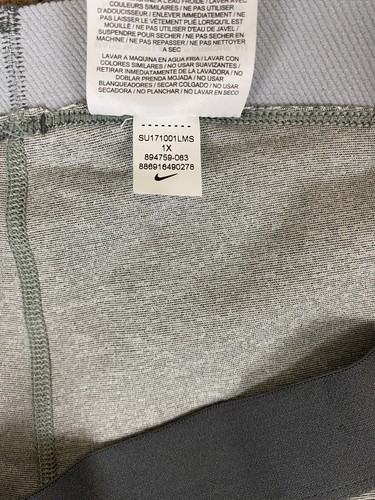 COULEURS SIMILAIRES / NE PAS UTILISER
D'ADOUCISSEUR / ENLEVER IMMEDIATEMENT / NE
PAS LAISSER LE VÊTEMENT PLIÉ LORSQU'IL EST
MOUILLÉ / NE PAS UTILISER D'EAU DE JAVEL /
SUSPENDRE POUR SECHER / NE PAS SECHER EN
MACHINE / NE PAS REPASSER / NE PAS NETTOYER
A SEC
LAVAR A MAQUINA EN AGUA FRIA / LAVAR CON
COLORES SIMILARES / NO USAR SUAVIZANTES /
RETIRAR INMEDIATAMENTE DE LA LAVADORA / NO
DOBLAR PRENDA MOJADA / NO USAR
BLANQUEADORES / SECAR COLGADO / NO USAR
SECADORA / NO PLANCHAR / NO LAVAR EN SECO
SU171001LMS
1X
894759-063
886916490278